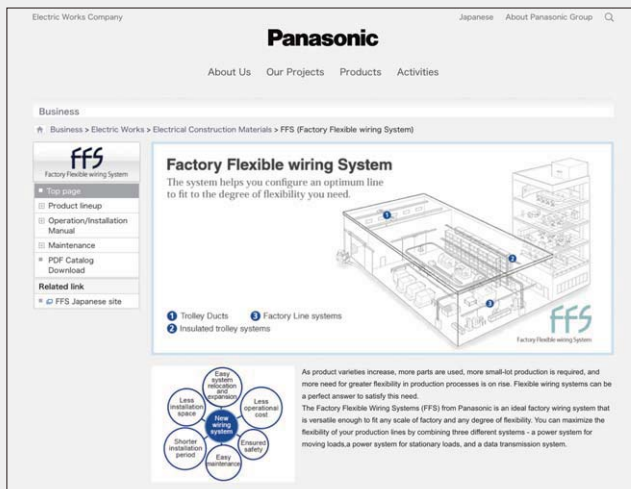 Electric Works Company
Japanese About Panasonic Group
Panasonic
About Us Our Projects Products Activities
Business
Business > Electric Works > Electrical Construction Materials > FFS (Factory Flexible wiring System)
FFS
Factory Flexible wiring System
Top page
Product lineup
Operation/Installation
Manual
Maintenance
PDF Catalog
Download
Related link
FFS Japanese site
Factory Flexible wiring System
The system helps you configure an optimum line
to fit to the degree of flexibility you need.
1
2
3
1 Trolley Ducts 3 Factory Line systems
2 Insulated trolley systems
FFS
Factory Flexible wiring System
Easy
system
relocation
and
expansion
Less
operational
cost
Ensured
safety
Easy
maintenance
Shorter
installation
period
Less
installation
space
New
wiring
system
As product varieties increase, more parts are used, more small-lot production is required, and
more need for greater flexibility in production processes is on rise. Flexible wiring systems can be
a perfect answer to satisfy this need.
The Factory Flexible Wiring Systems (FFS) from Panasonic is an ideal factory wiring system that
is versatile enough to fit any scale of factory and any degree of flexibility. You can maximize the
flexibility of your production lines by combining three different systems - a power system for
moving loads,a power system for stationary loads, and a data transmission system.